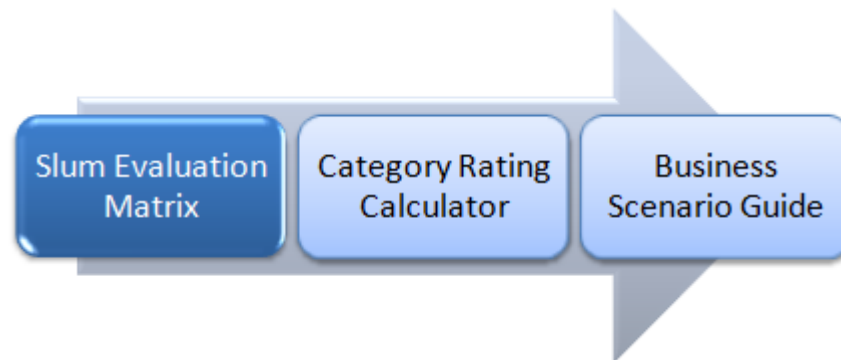 Slum Evaluation
Matrix
Category Rating
Calculator
Business
Scenario Guide